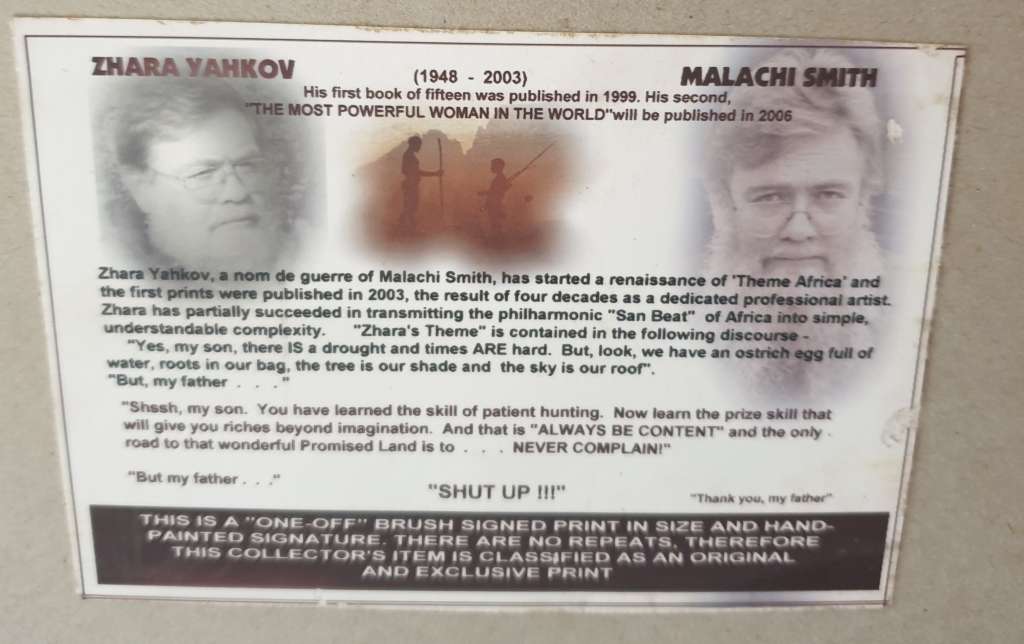 ZHARA YAHKOV
(1948 - 2003)
MALACHI SMITH
His first book of fifteen was published in 1999. His second,
"THE MOST POWERFUL WOMAN IN THE WORLD"will be published in 2006
Zhara Yahkov, a nom de guerre of Malachi Smith, has started a renaissance of 'Theme Africa' and
the first prints were published in 2003, the result of four decades as a dedicated professional artist.
Zhara has partially succeeded in transmitting the philharmonic "San Beat" of Africa into simple,
understandable complexity. "Zhara's Theme" is contained in the following discourse -
"Yes, my son, there IS a drought and times ARE hard. But, look, we have an ostrich egg full of
water, roots in our bag, the tree is our shade and the sky is our roof".
"But, my father . . ."
"Shssh, my son. You have learned the skill of patient hunting. Now learn the prize skill that
will give you riches beyond imagination. And that is "ALWAYS BE CONTENT" and the only
road to that wonderful Promised Land is to . . . NEVER COMPLAIN!"
"But my father . . ."
"SHUT UP !!!"
"Thank you, my father"
THIS IS A "ONE-OFF" BRUSH SIGNED PRINT IN SIZE AND HAND-
PAINTED SIGNATURE. THERE ARE NO REPEATS, THEREFORE
THIS COLLECTOR'S ITEM IS CLASSIFIED AS AN ORIGINAL
AND EXCLUSIVE PRINT